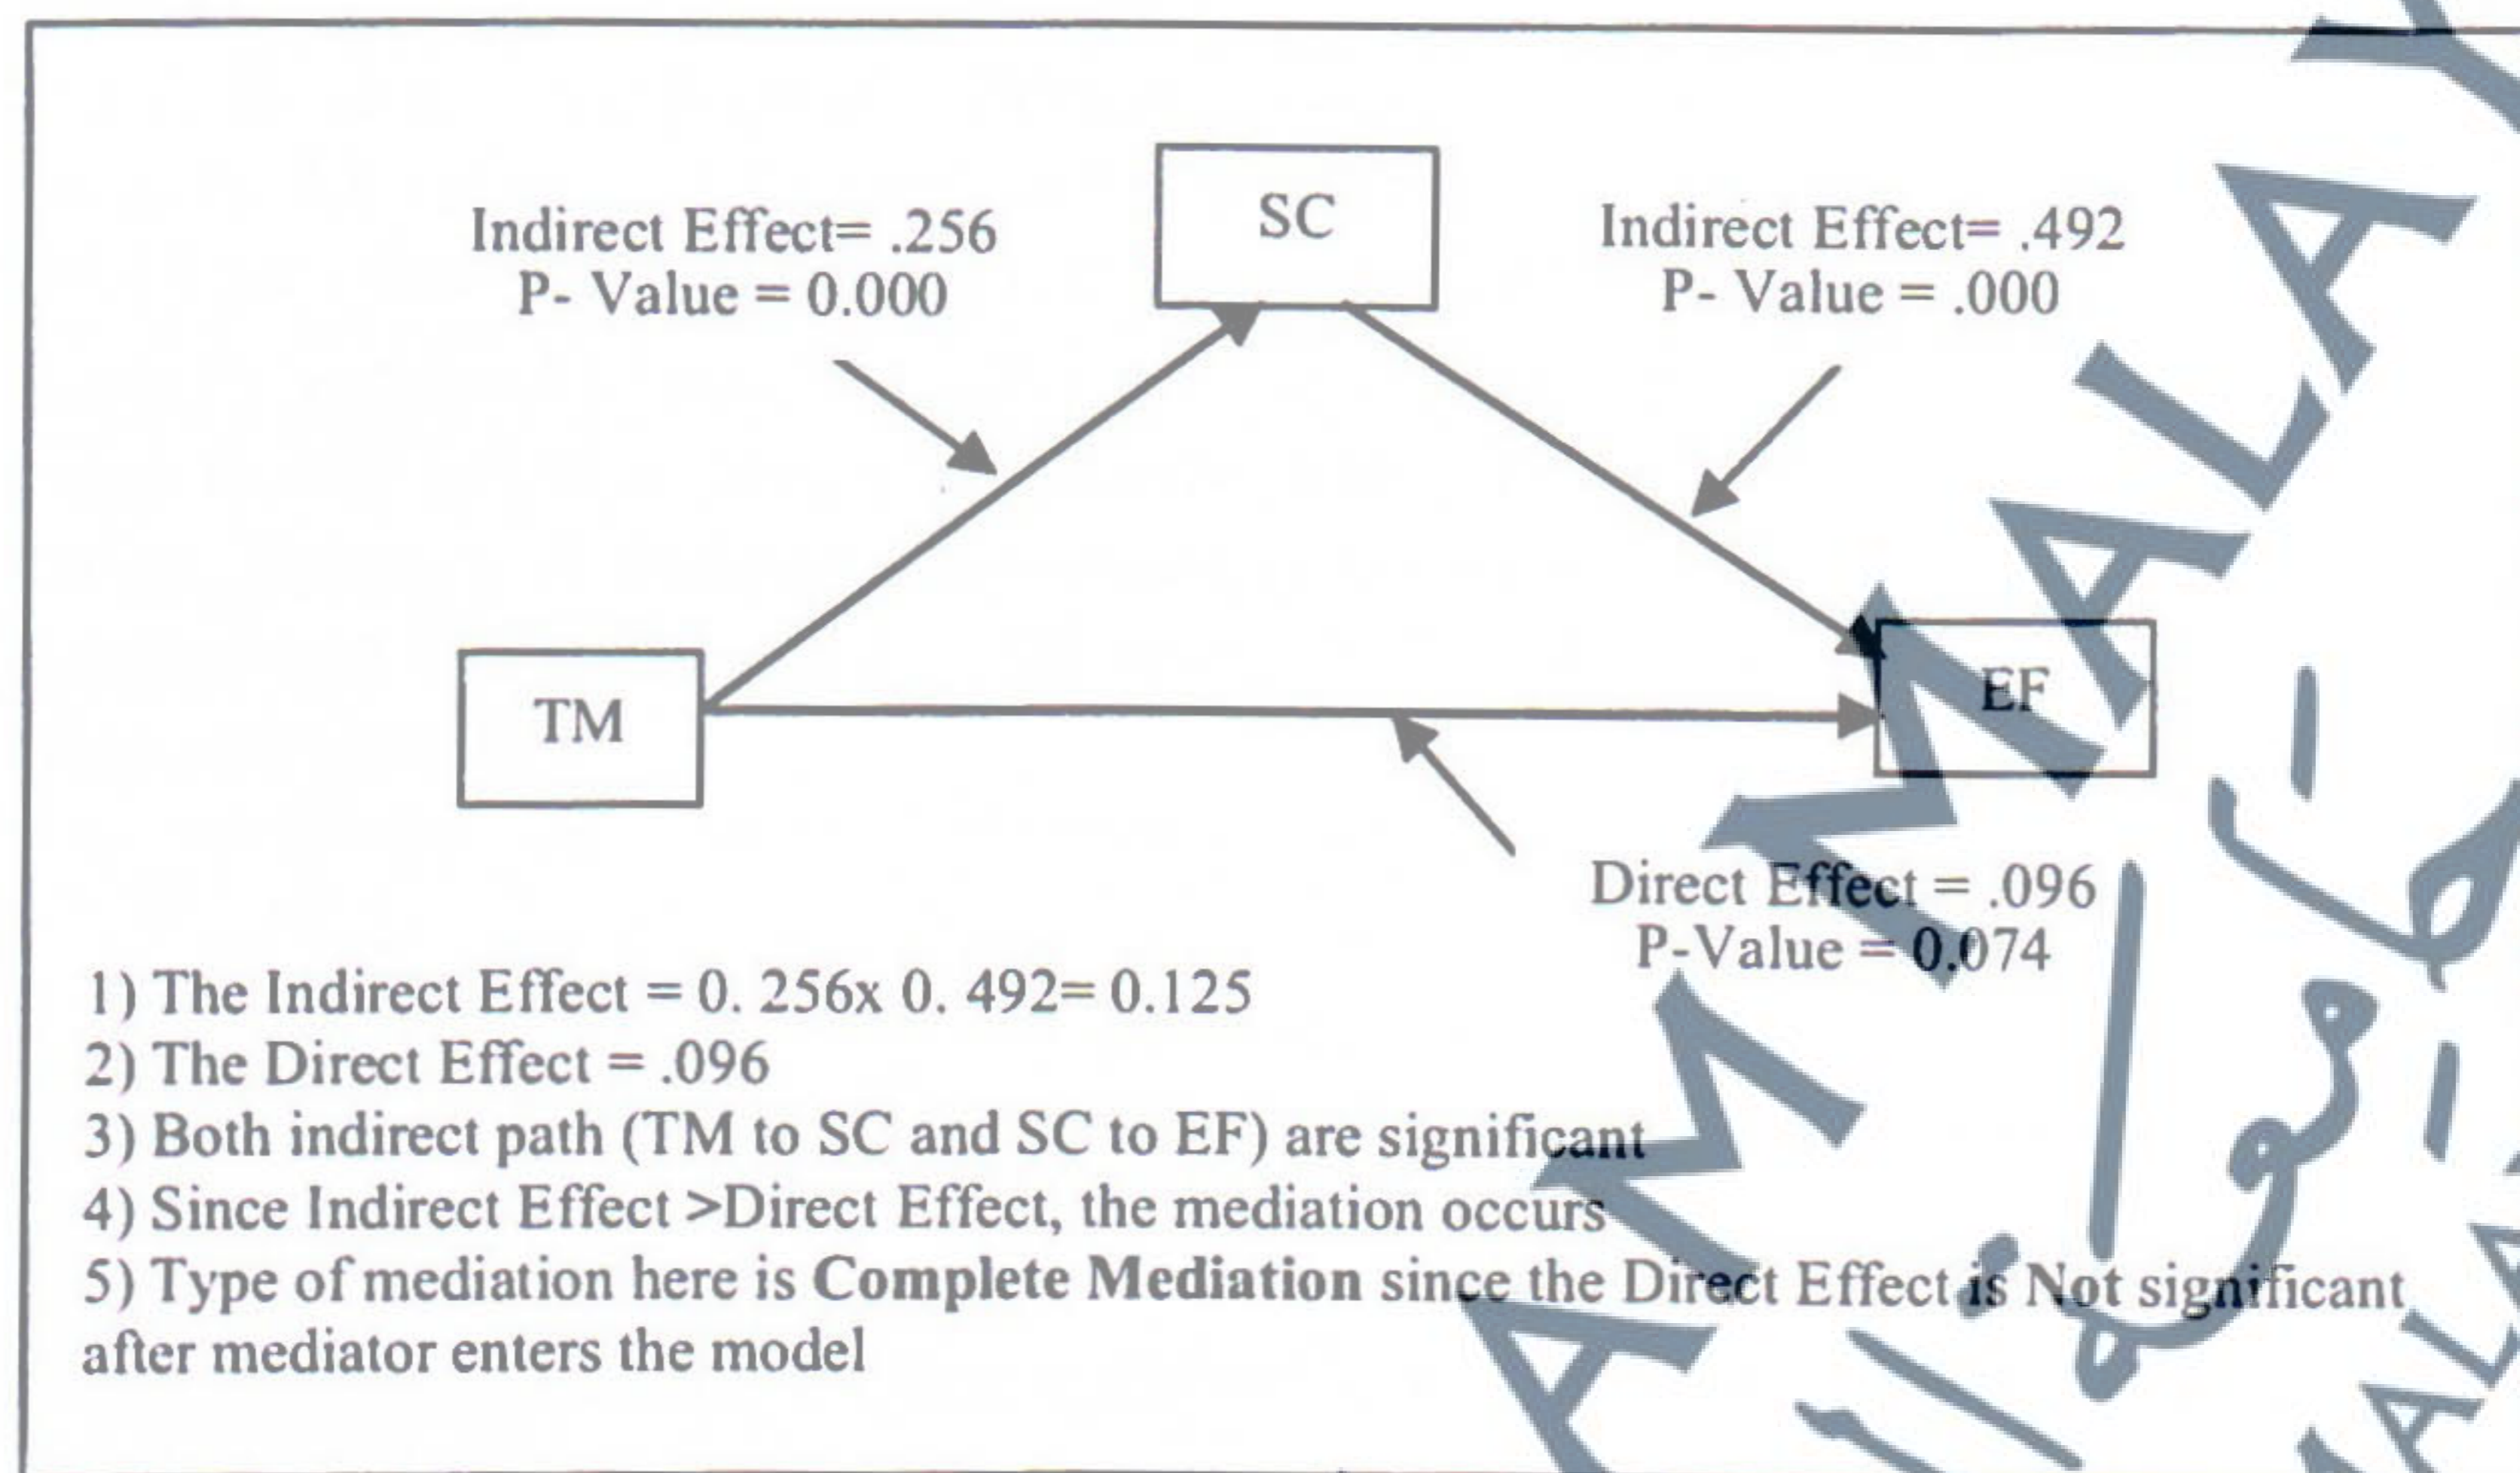 SC
Indirect Effect= .256
P- Value = 0.000
Indirect Effect= .492
P- Value = .000
TM
EF
Direct Effect = .096
P-Value = 0.074
1) The Indirect Effect = 0. 256x 0. 492= 0.125
2) The Direct Effect = .096
3) Both indirect path (TM to SC and SC to EF) are significant
4) Since Indirect Effect >Direct Effect, the mediation occurs
5) Type of mediation here is Complete Mediation since the Direct Effect is Not significant
after mediator enters the model
AM MALAY